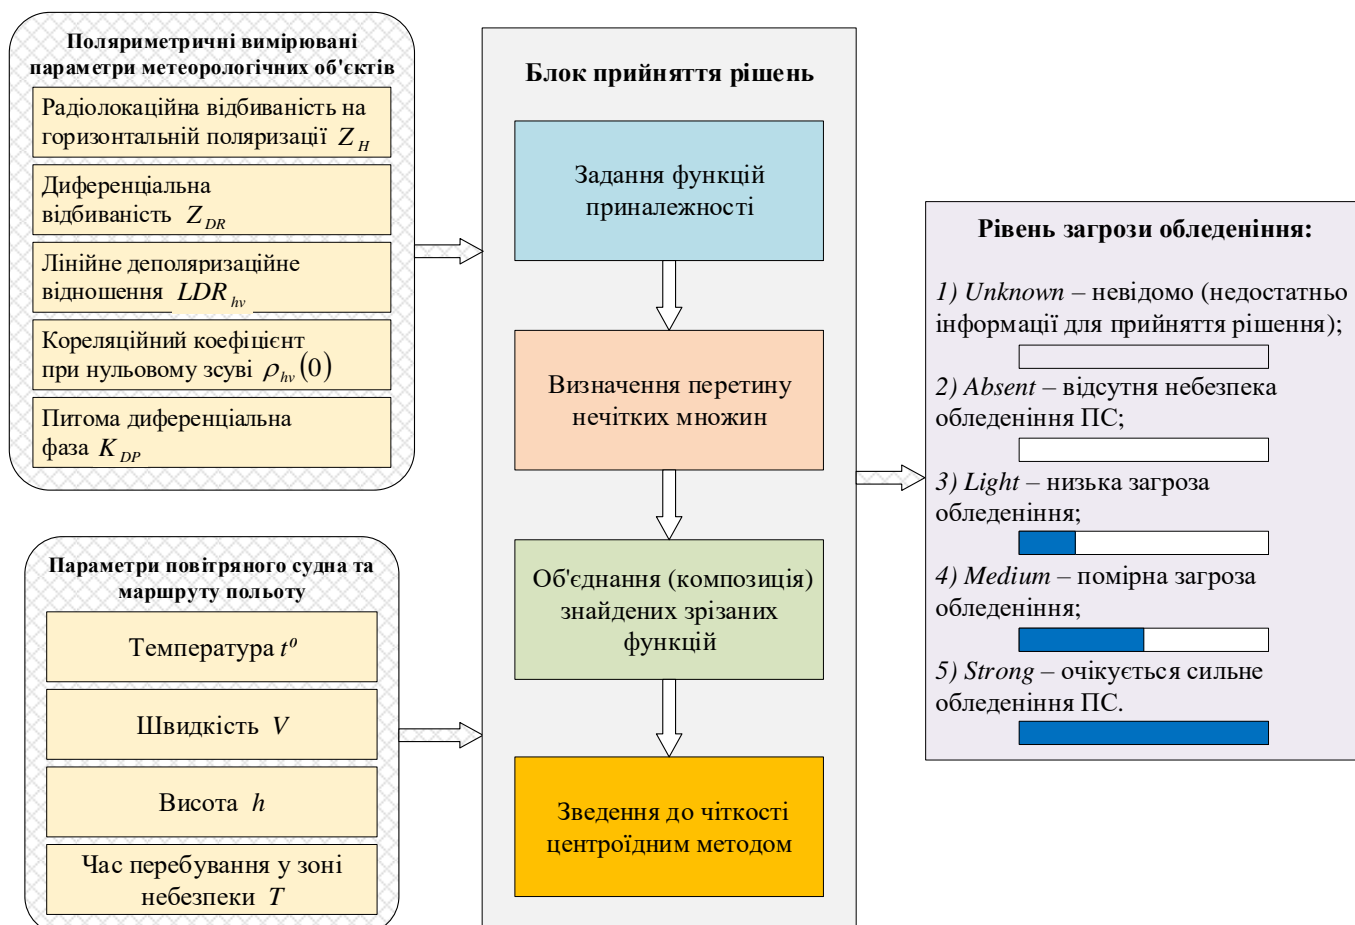 Поляриметричні вимірювані
параметри метеорологічних об'єктів
Радіолокаційна відбиваність на
горизонтальній поляризації Z_H
Диференціальна
відбиваність Z_DR
Лінійне деполяризаційне
відношення LDR_hv
Кореляційний коефіцієнт
при нульовому зсуві ρ_hv(0)
Питома диференціальна
фаза K_DP
Параметри повітряного судна та
маршруту польоту
Температура t⁰
Швидкість V
Висота h
Час перебування у зоні
небезпеки T
Блок прийняття рішень
Задання функцій
приналежності
Визначення перетину
нечітких множин
Об'єднання (композиція)
знайдених зрізаних
функцій
Зведення до чіткості
центроїдним методом
Рівень загрози обледеніння:
1) Unknown – невідомо (недостатньо
інформації для прийняття рішення);
2) Absent – відсутня небезпека
обледеніння ПС;
3) Light – низька загроза
обледеніння;
4) Medium – помірна загроза
обледеніння;
5) Strong – очікується сильне
обледеніння ПС.